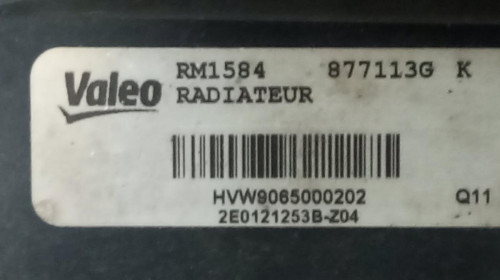 RM1584 877113G K
Valeo RADIATEUR
HVW9065000202 Q11
2E0121253B-Z04